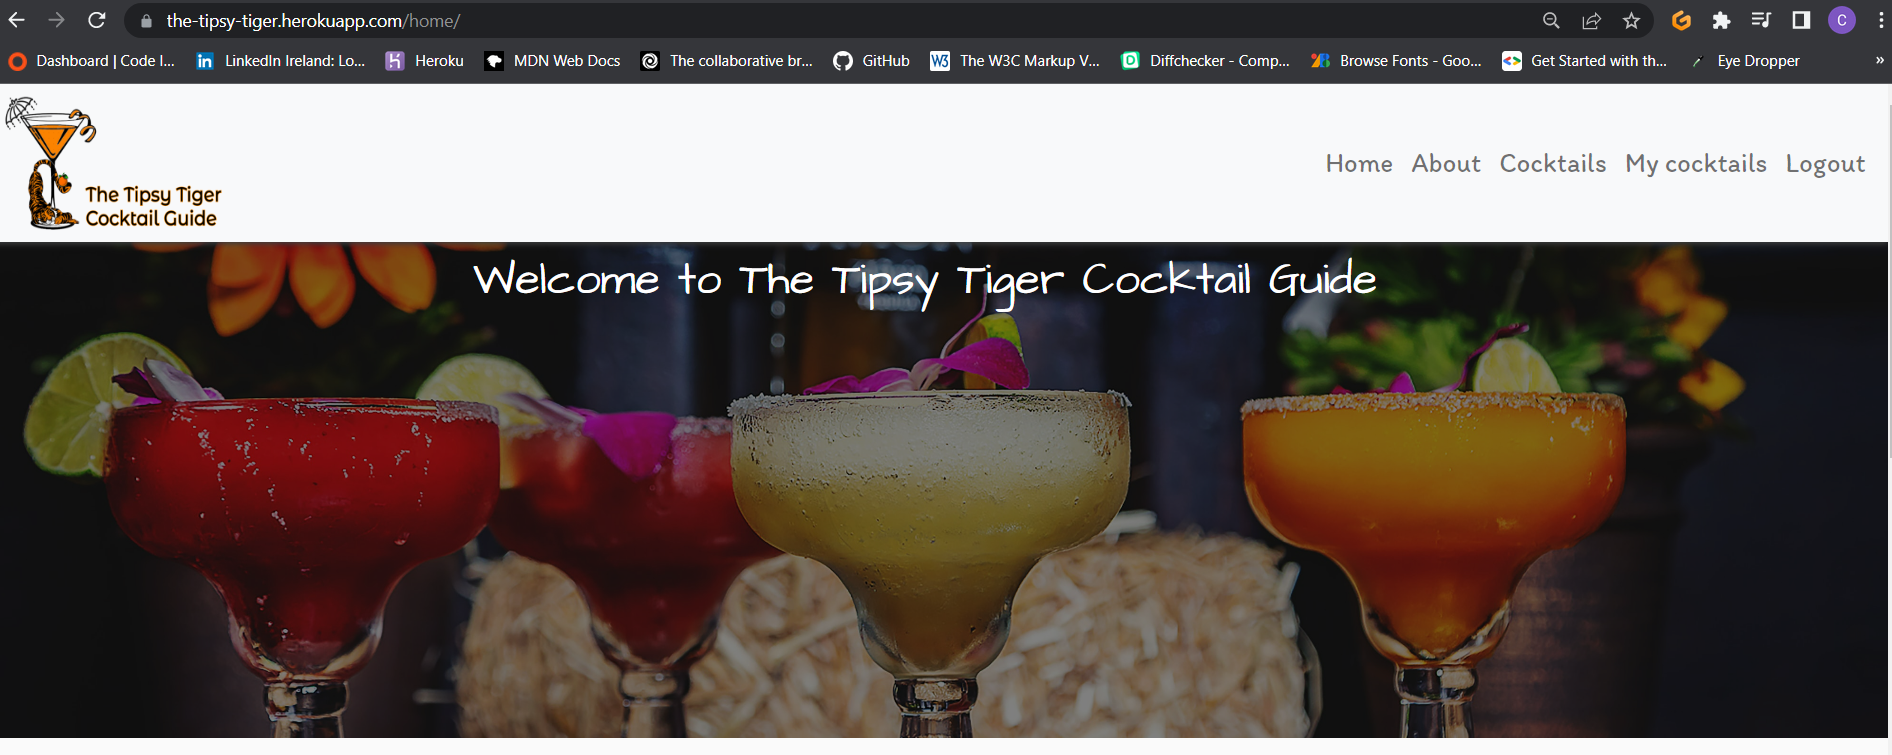 the-tipsy-tiger.herokuapp.com/home/
C
Dashboard | Code I...
LinkedIn Ireland: Lo...
Heroku
MDN Web Docs
The collaborative br...
GitHub
W3
The W3C Markup V...
Diffchecker - Comp...
Browse Fonts - Goo...
Get Started with th...
Eye Dropper
»
The Tipsy Tiger
Cocktail Guide
Home About Cocktails My cocktails Logout
Welcome to The Tipsy Tiger Cocktail Guide